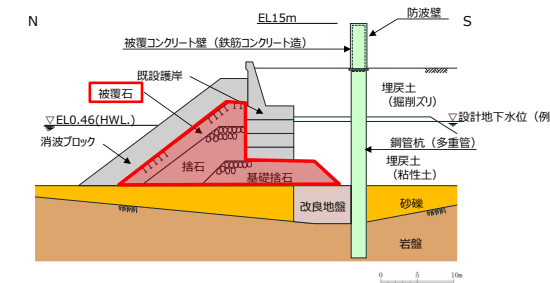 N
EL15m
防波壁
S
被覆コンクリート壁（鉄筋コンクリート造）
既設護岸
被覆石
埋戻土
（掘削ズリ）
▽EL0.46(HWL.)
▽設計地下水位（例
消波ブロック
鋼管杭（多重管）
捨石
埋戻土
（粘性土）
基礎捨石
改良地盤
砂礫
岩盤
0 5 10m